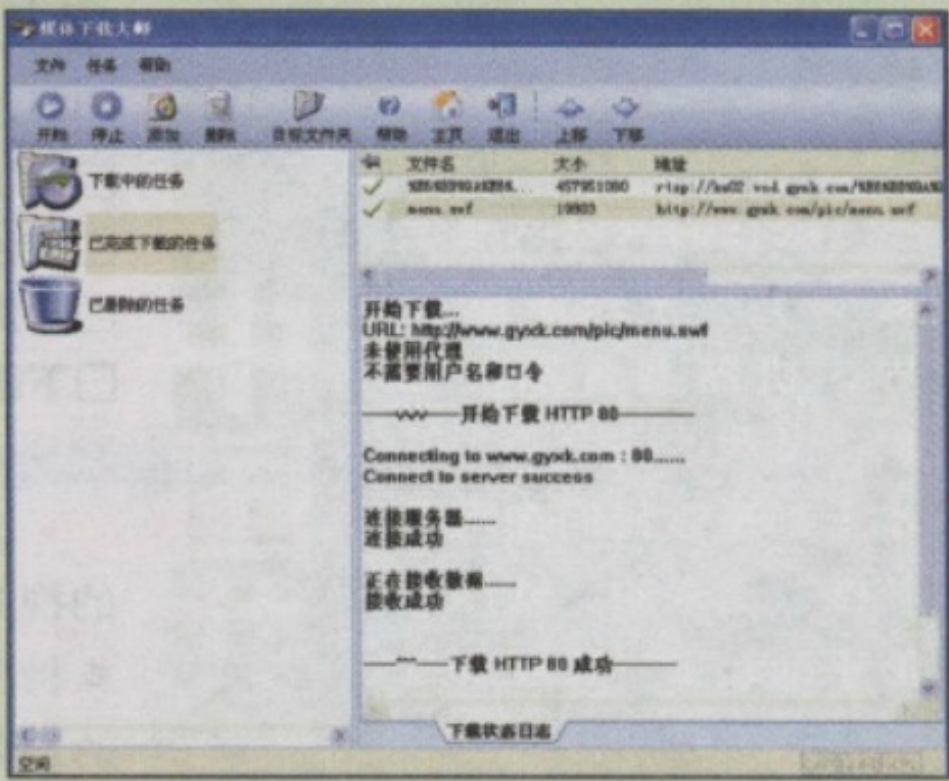 媒体下载大师
文件 任务 帮助
开始 停止 添加 删除 目标文件夹 帮助 主页 退出 上移 下移
下载中的任务
已完成下载的任务
已删除的任务
文件名 大小 地址
457951080
menu.swf 19803 http://www.gyxk.com/pic/menu.swf
开始下载...
URL: http://www.gyxk.com/pic/menu.swf
未使用代理
不需要用户名和口令
开始下载 HTTP 80
Connecting to www.gyxk.com : 80......
Connect to server success
连接服务器......
连接成功
正在接收数据......
接收成功
下载 HTTP 80 成功
下载状态日志
空闲